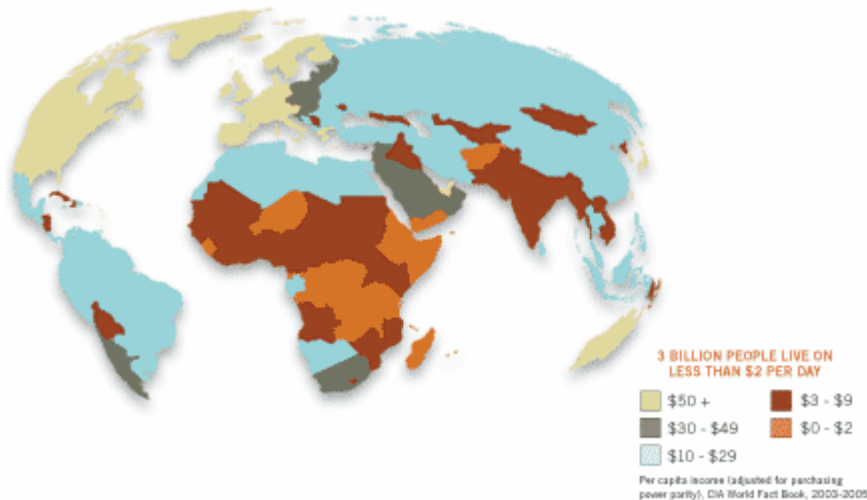 3 BILLION PEOPLE LIVE ON
LESS THAN $2 PER DAY
$50 +
$3 - $9
$30 - $49
$0 - $2
$10 - $29
Per capita income (adjusted for purchasing
power parity), CIA World Fact Book, 2003-2005